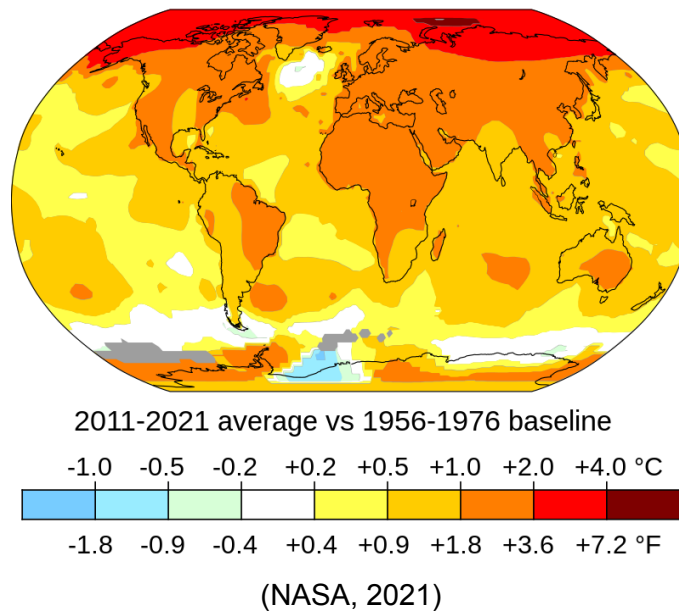 2011-2021 average vs 1956-1976 baseline
-1.0 -0.5 -0.2 +0.2 +0.5 +1.0 +2.0 +4.0 °C
-1.8 -0.9 -0.4 +0.4 +0.9 +1.8 +3.6 +7.2 °F
(NASA, 2021)